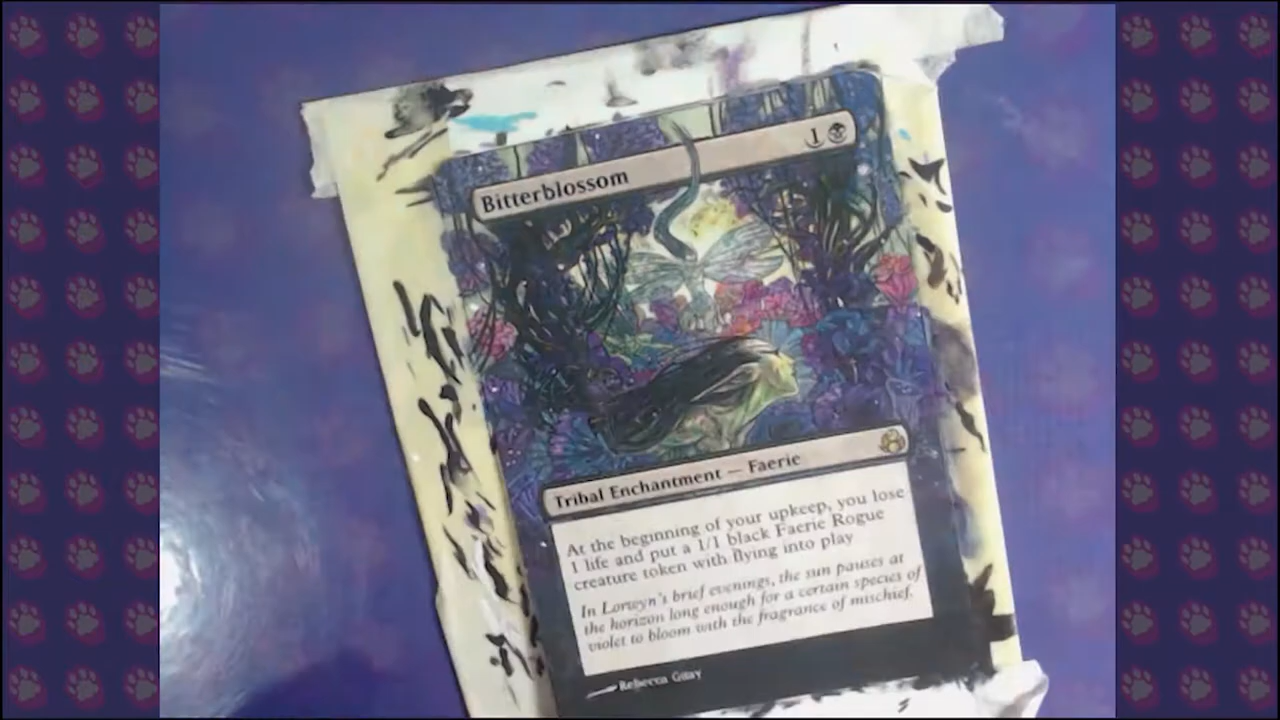 Bitterblossom 1
Tribal Enchantment — Faerie
At the beginning of your upkeep, you lose
1 life and put a 1/1 black Faerie Rogue
creature token with flying into play
In Lorwyn's brief evenings, the sun pauses at
the horizon long enough for a certain species of
violet to bloom with the fragrance of mischief.
Rebecca Guay